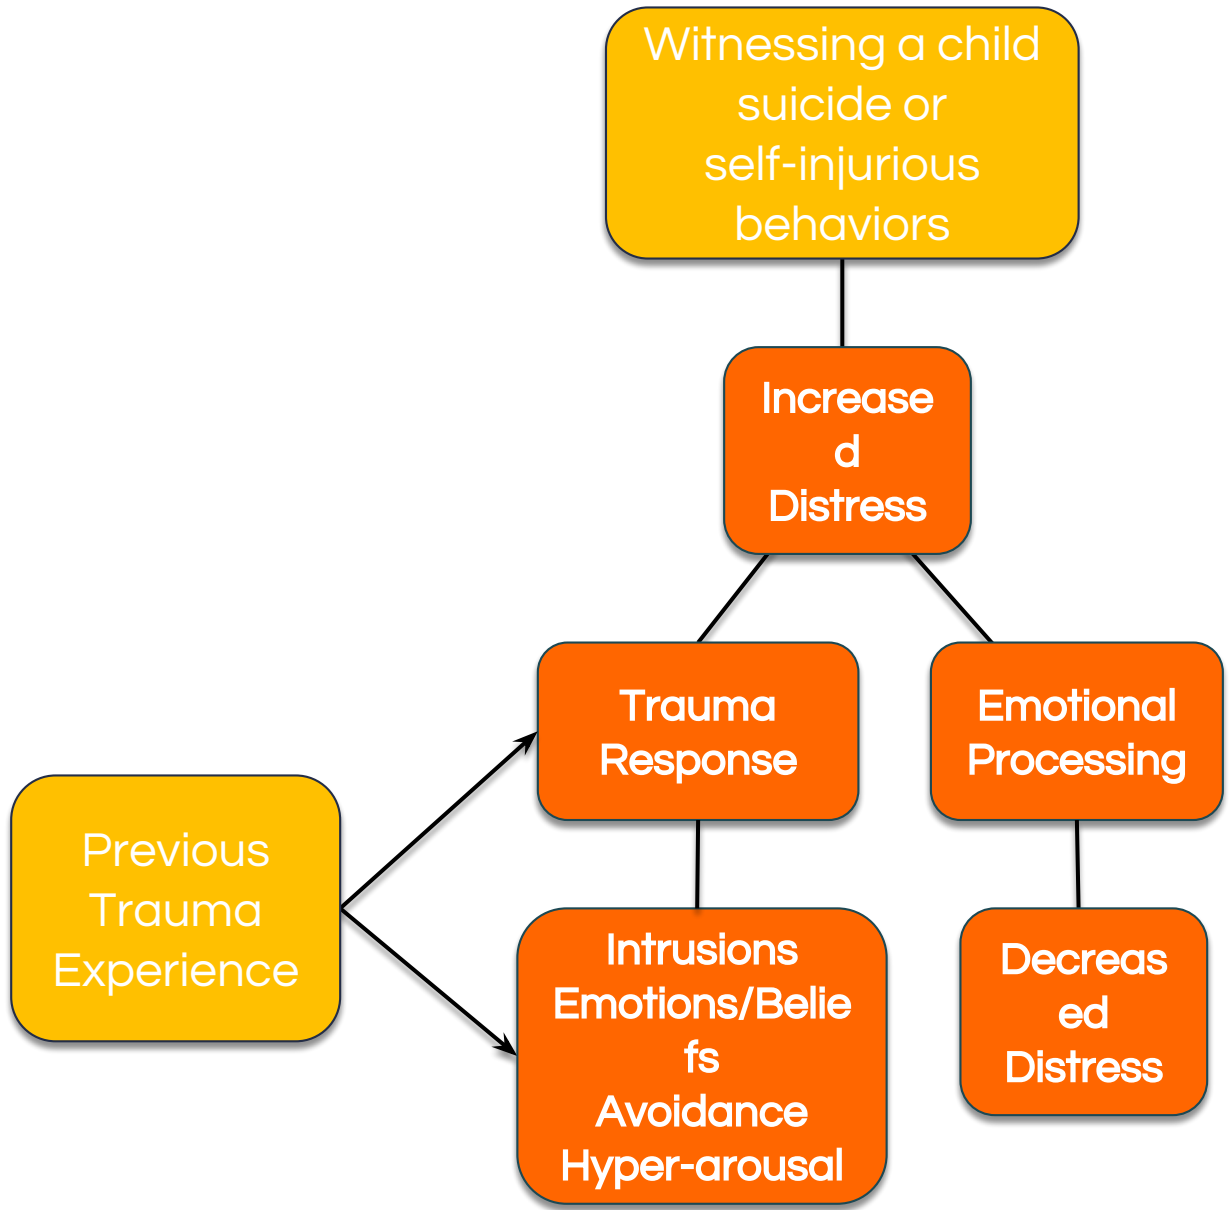 Witnessing a child
suicide or
self-injurious
behaviors
Increase
d
Distress
Trauma
Response
Emotional
Processing
Previous
Trauma
Experience
Intrusions
Emotions/Belie
fs
Avoidance
Hyper-arousal
Decreas
ed
Distress